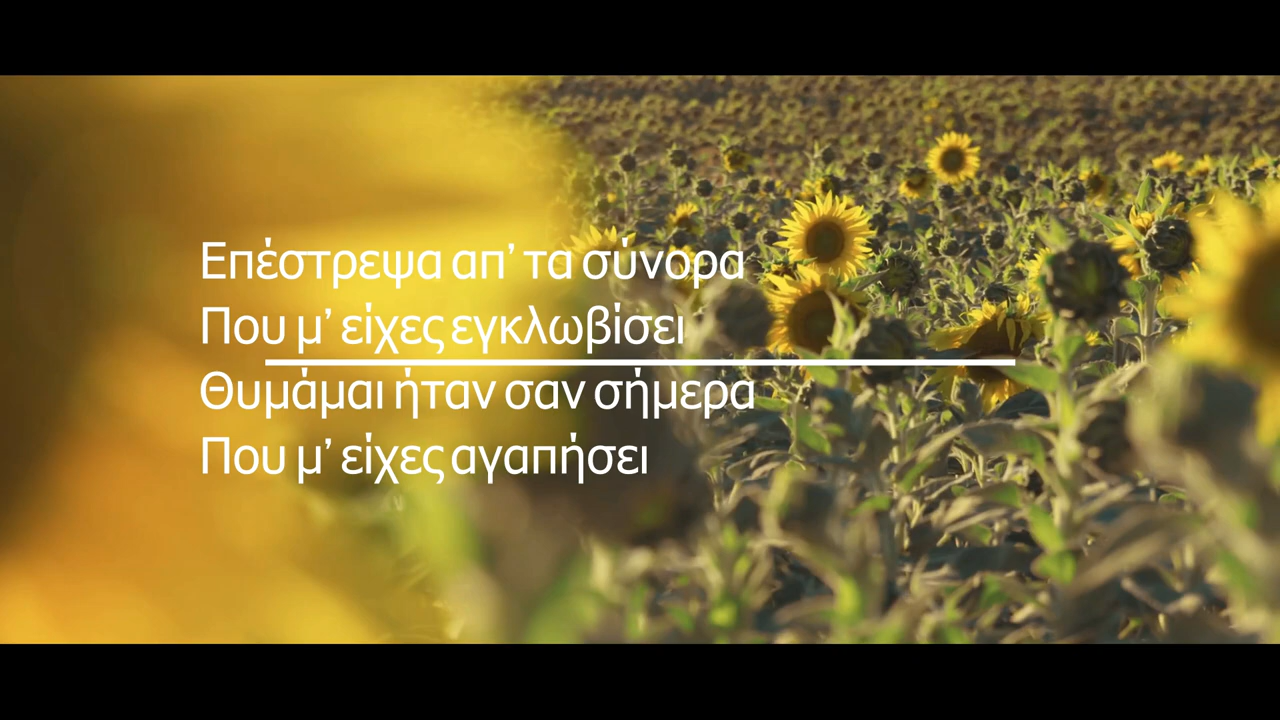 Επέστρεψα απ’ τα σύνορα
Που μ’ είχες εγκλωβίσει
Θυμάμαι ήταν σαν σήμερα
Που μ’ είχες αγαπήσει